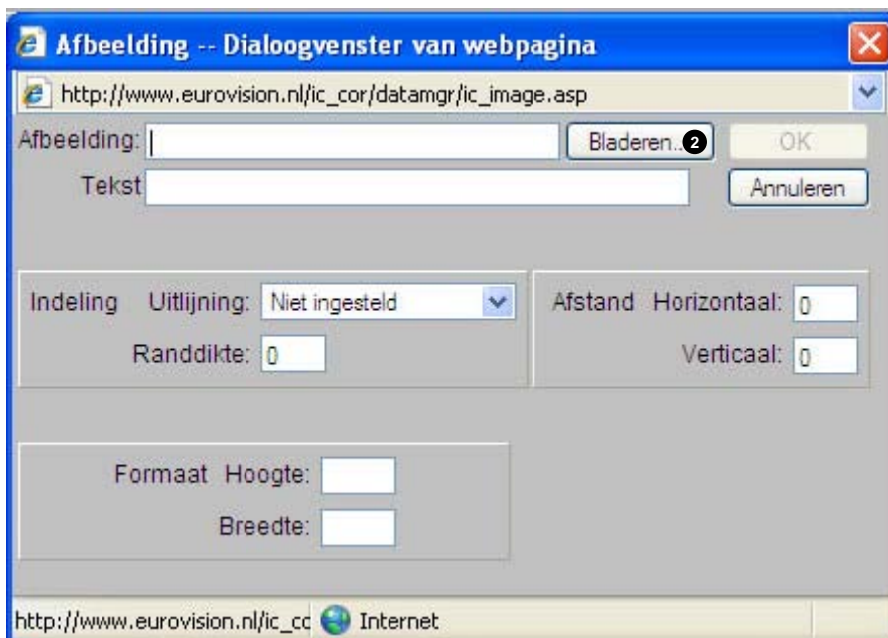 Afbeelding -- Dialoogvenster van webpagina
http://www.eurovision.nl/ic_cor/datamgr/ic_image.asp
Afbeelding: Bladeren... 2 OK
Tekst Annuleren
Indeling Uitlijning: Niet ingesteld Afstand Horizontaal: 0
Randdikte: 0 Verticaal: 0
Formaat Hoogte:
Breedte:
http://www.eurovision.nl/ic_cc Internet